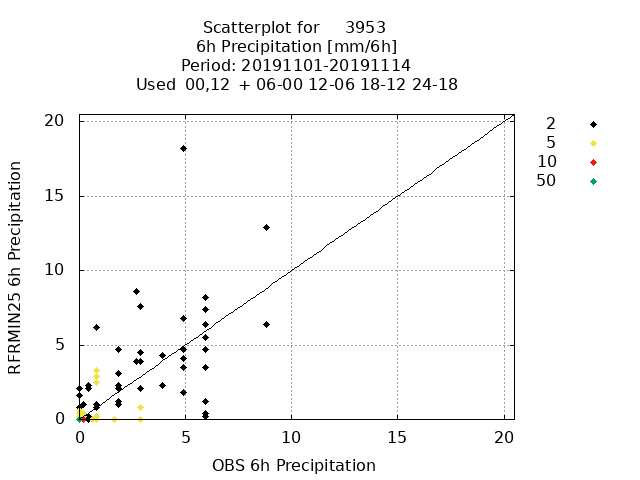 Scatterplot for 3953
6h Precipitation [mm/6h]
Period: 20191101-20191114
Used 00,12 + 06-00 12-06 18-12 24-18
2
5
10
50
20
15
10
5
0
RFRMIN25 6h Precipitation
0 5 10 15 20
OBS 6h Precipitation